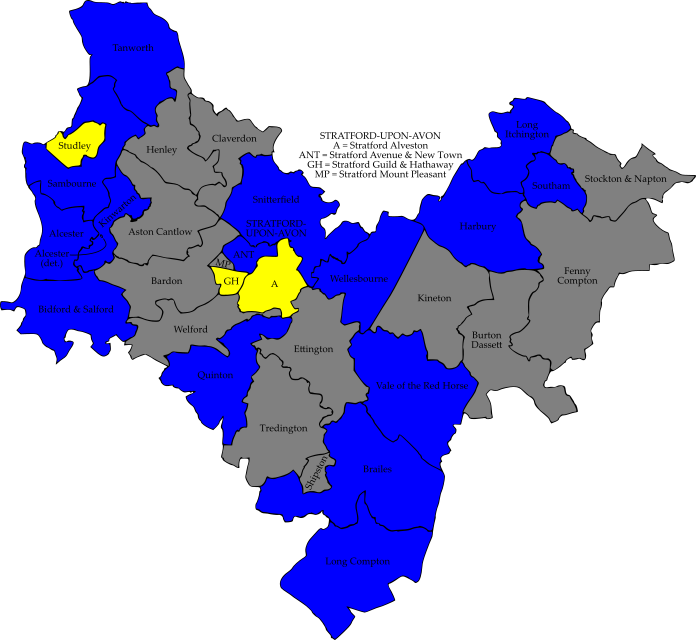 Tanworth
STRATFORD-UPON-AVON
A = Stratford Alveston
ANT = Stratford Avenue & New Town
GH = Stratford Guild & Hathaway
MP = Stratford Mount Pleasant
Long
Itchington
Claverdon
Studley
Henley
Stockton & Napton
Sambourne
Southam
Kinwarton
Snitterfield
Aston Cantlow
STRATFORD-
UPON-AVON
Harbury
Alcester
ANT
Alcester
(det.)
MP
Bardon
GH
A
Wellesbourne
Fenny
Compton
Kineton
Bidford & Salford
Welford
Burton
Dassett
Ettington
Quinton
Vale of the Red Horse
Tredington
Shipston
Brailes
Long Compton